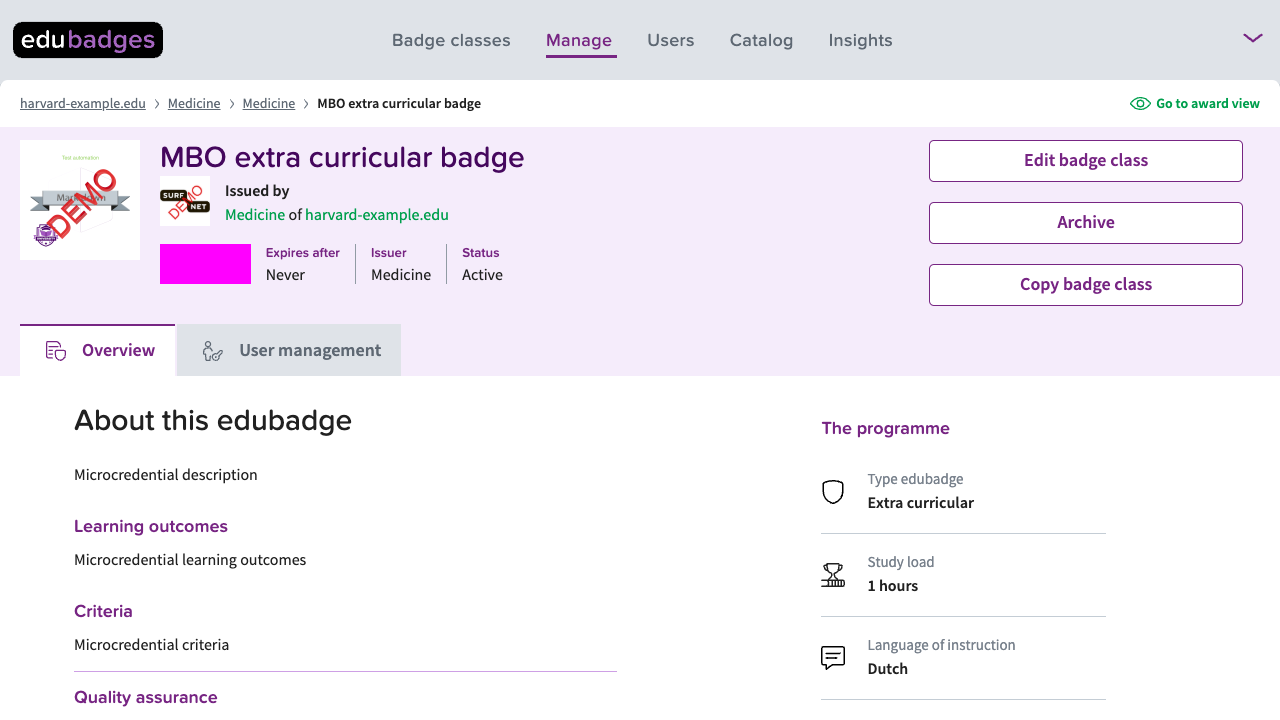 edubadges
Badge classes Manage Users Catalog Insights
harvard-example.edu > Medicine > Medicine > MBO extra curricular badge
Go to award view
Test automation
DEMO
MBO extra curricular badge
SURF
NET
DEMO
Issued by
Medicine of harvard-example.edu
Expires after
Never
Issuer
Medicine
Status
Active
Edit badge class
Archive
Copy badge class
Overview
User management
About this edubadge
Microcredential description
Learning outcomes
Microcredential learning outcomes
Criteria
Microcredential criteria
Quality assurance
The programme
Type edubadge
Extra curricular
Study load
1 hours
Language of instruction
Dutch